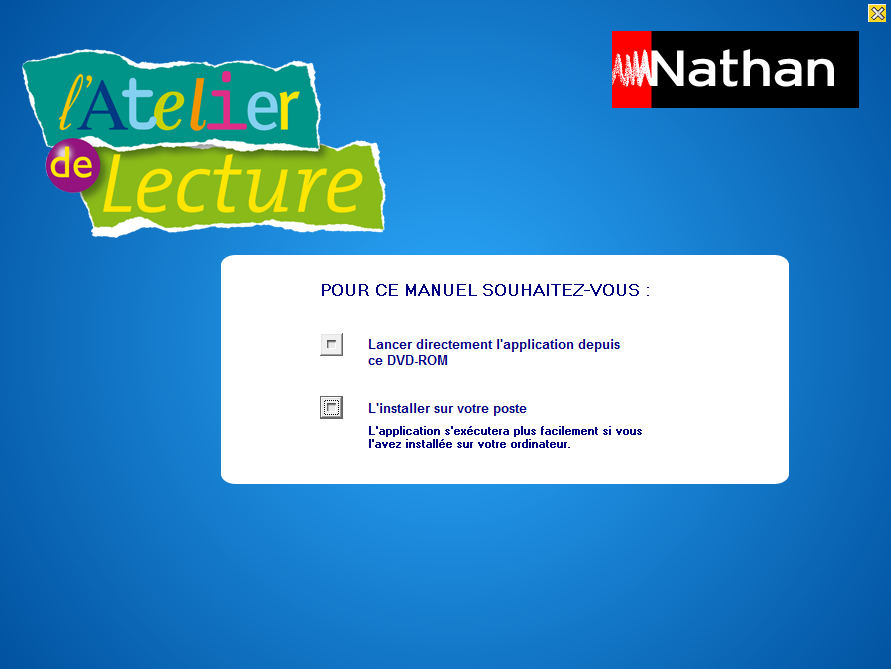 l'Atelier
de Lecture
Nathan
POUR CE MANUEL SOUHAITEZ-VOUS :
Lancer directement l'application depuis
ce DVD-ROM
L'installer sur votre poste
L'application s'exécutera plus facilement si vous
l'avez installée sur votre ordinateur.